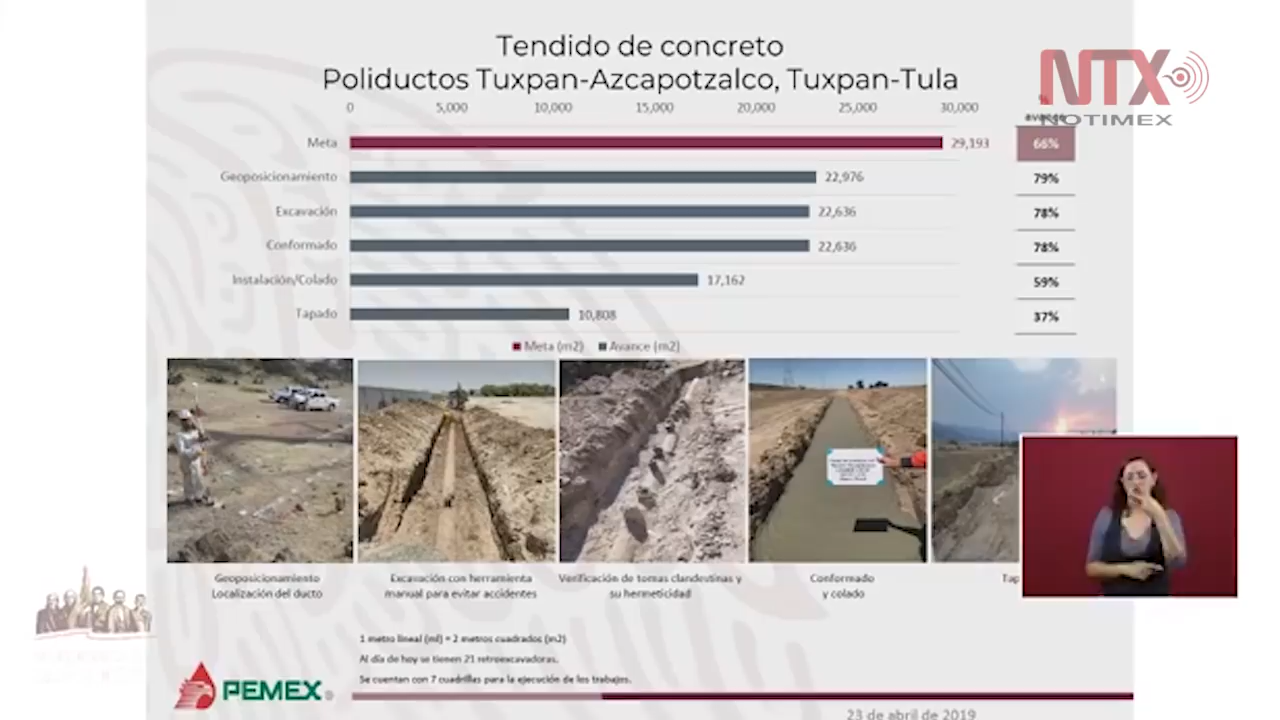 Tendido de concreto
Poliductos Tuxpan-Azcapotzalco, Tuxpan-Tula
NTX
NOTIMEX
0 5,000 10,000 15,000 20,000 25,000 30,000
%
avance
Meta 29,193 66%
Geoposicionamiento 22,976 79%
Excavación 22,636 78%
Conformado 22,636 78%
Instalación/Colado 17,162 59%
Tapado 10,808 37%
Meta (m2) Avance (m2)
Geoposicionamiento
Localización del ducto
Excavación con herramienta
manual para evitar accidentes
Verificación de tomas clandestinas y
su hermeticidad
Conformado
y colado
Tap
1 metro lineal (ml) = 2 metros cuadrados (m2)
Al día de hoy se tienen 21 retroexcavadoras.
Se cuentan con 7 cuadrillas para la ejecución de los trabajos.
PEMEX
23 de abril de 2019